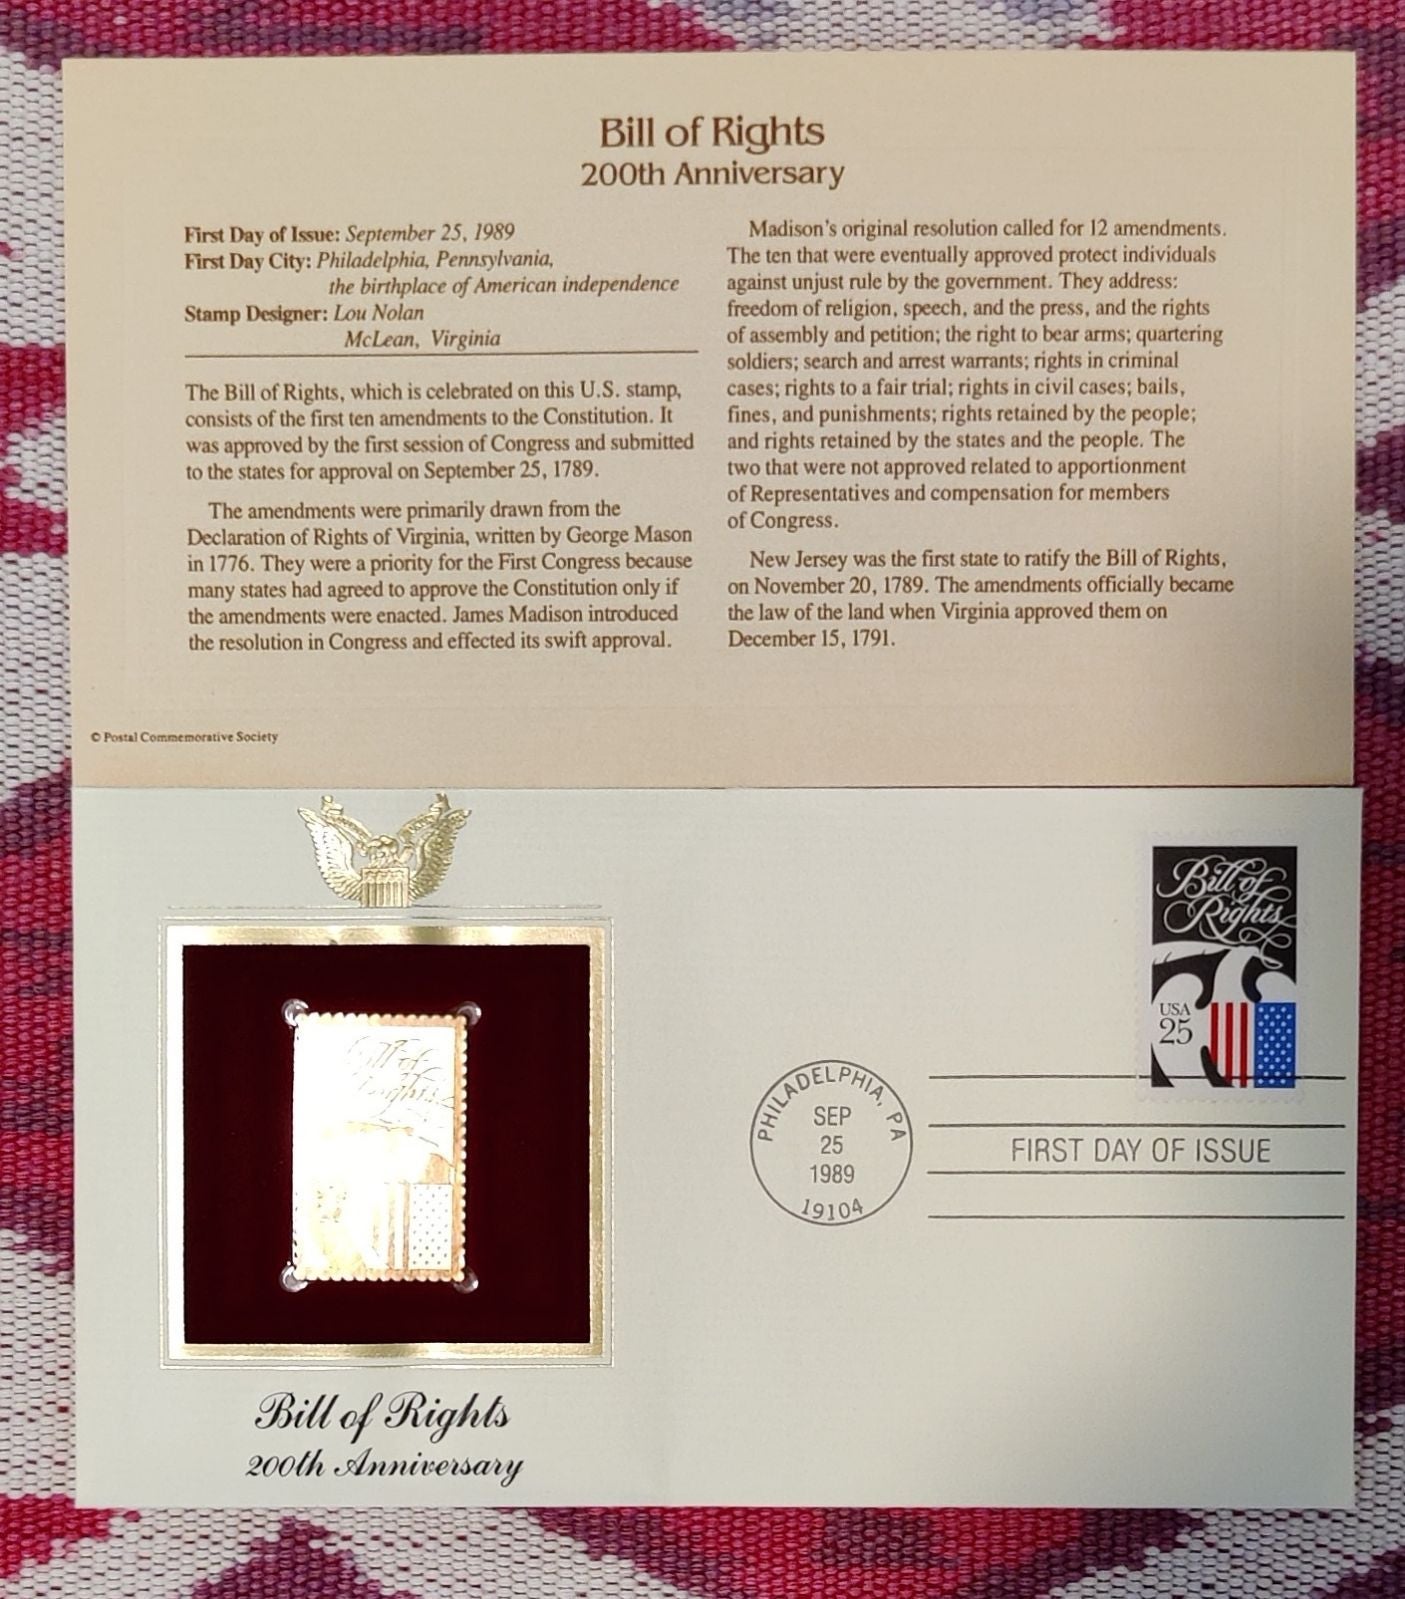 Bill of Rights
200th Anniversary
First Day of Issue: September 25, 1989
First Day City: Philadelphia, Pennsylvania,
the birthplace of American independence
Stamp Designer: Lou Nolan
McLean, Virginia
The Bill of Rights, which is celebrated on this U.S. stamp,
consists of the first ten amendments to the Constitution. It
was approved by the first session of Congress and submitted
to the states for approval on September 25, 1789.
The amendments were primarily drawn from the
Declaration of Rights of Virginia, written by George Mason
in 1776. They were a priority for the First Congress because
many states had agreed to approve the Constitution only if
the amendments were enacted. James Madison introduced
the resolution in Congress and effected its swift approval.
Madison's original resolution called for 12 amendments.
The ten that were eventually approved protect individuals
against unjust rule by the government. They address:
freedom of religion, speech, and the press, and the rights
of assembly and petition; the right to bear arms; quartering
soldiers; search and arrest warrants; rights in criminal
cases; rights to a fair trial; rights in civil cases; bails,
fines, and punishments; rights retained by the people;
and rights retained by the states and the people. The
two that were not approved related to apportionment
of Representatives and compensation for members
of Congress.
New Jersey was the first state to ratify the Bill of Rights,
on November 20, 1789. The amendments officially became
the law of the land when Virginia approved them on
December 15, 1791.
© Postal Commemorative Society
Bill of
Rights
USA
25
Bill of
Rights
PHILADELPHIA, PA
SEP
25
1989
19104
FIRST DAY OF ISSUE
Bill of Rights
200th Anniversary